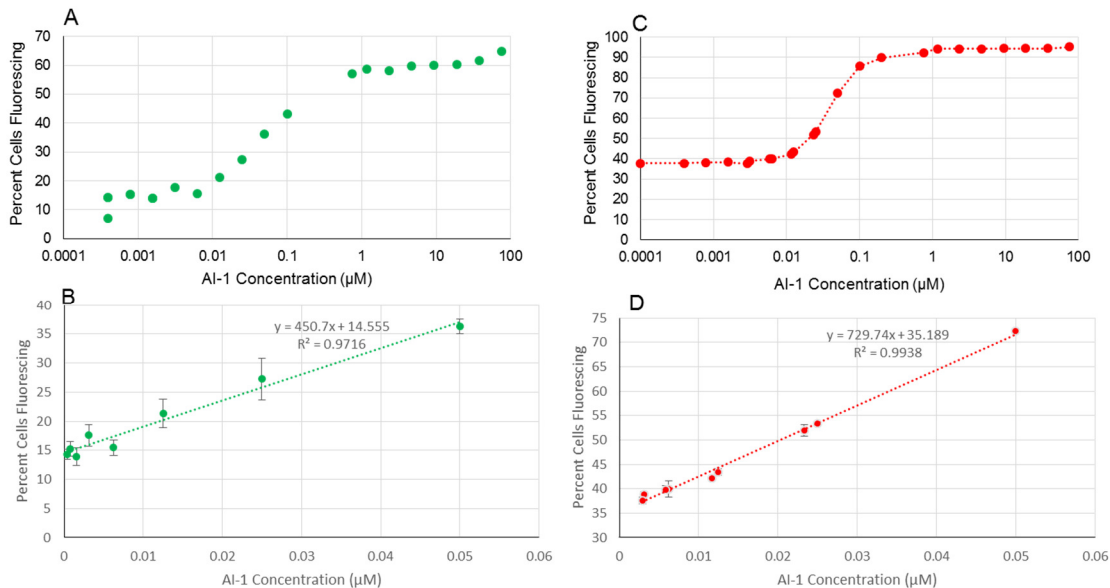 A
70
60
50
40
30
20
10
0
Percent Cells Fluorescing
0.0001 0.001 0.01 0.1 1 10 100
AI-1 Concentration (µM)
B
40
35
30
25
20
15
10
5
0
Percent Cells Fluorescing
y = 450.7x + 14.555
R² = 0.9716
0 0.01 0.02 0.03 0.04 0.05 0.06
AI-1 Concentration (µM)
C
100
90
80
70
60
50
40
30
20
10
0
Percent Cells Fluorescing
0.0001 0.001 0.01 0.1 1 10 100
AI-1 Concentration (µM)
D
75
70
65
60
55
50
45
40
35
30
Percent Cells Fluorescing
y = 729.74x + 35.189
R² = 0.9938
0 0.01 0.02 0.03 0.04 0.05 0.06
AI-1 Concentration (µM)